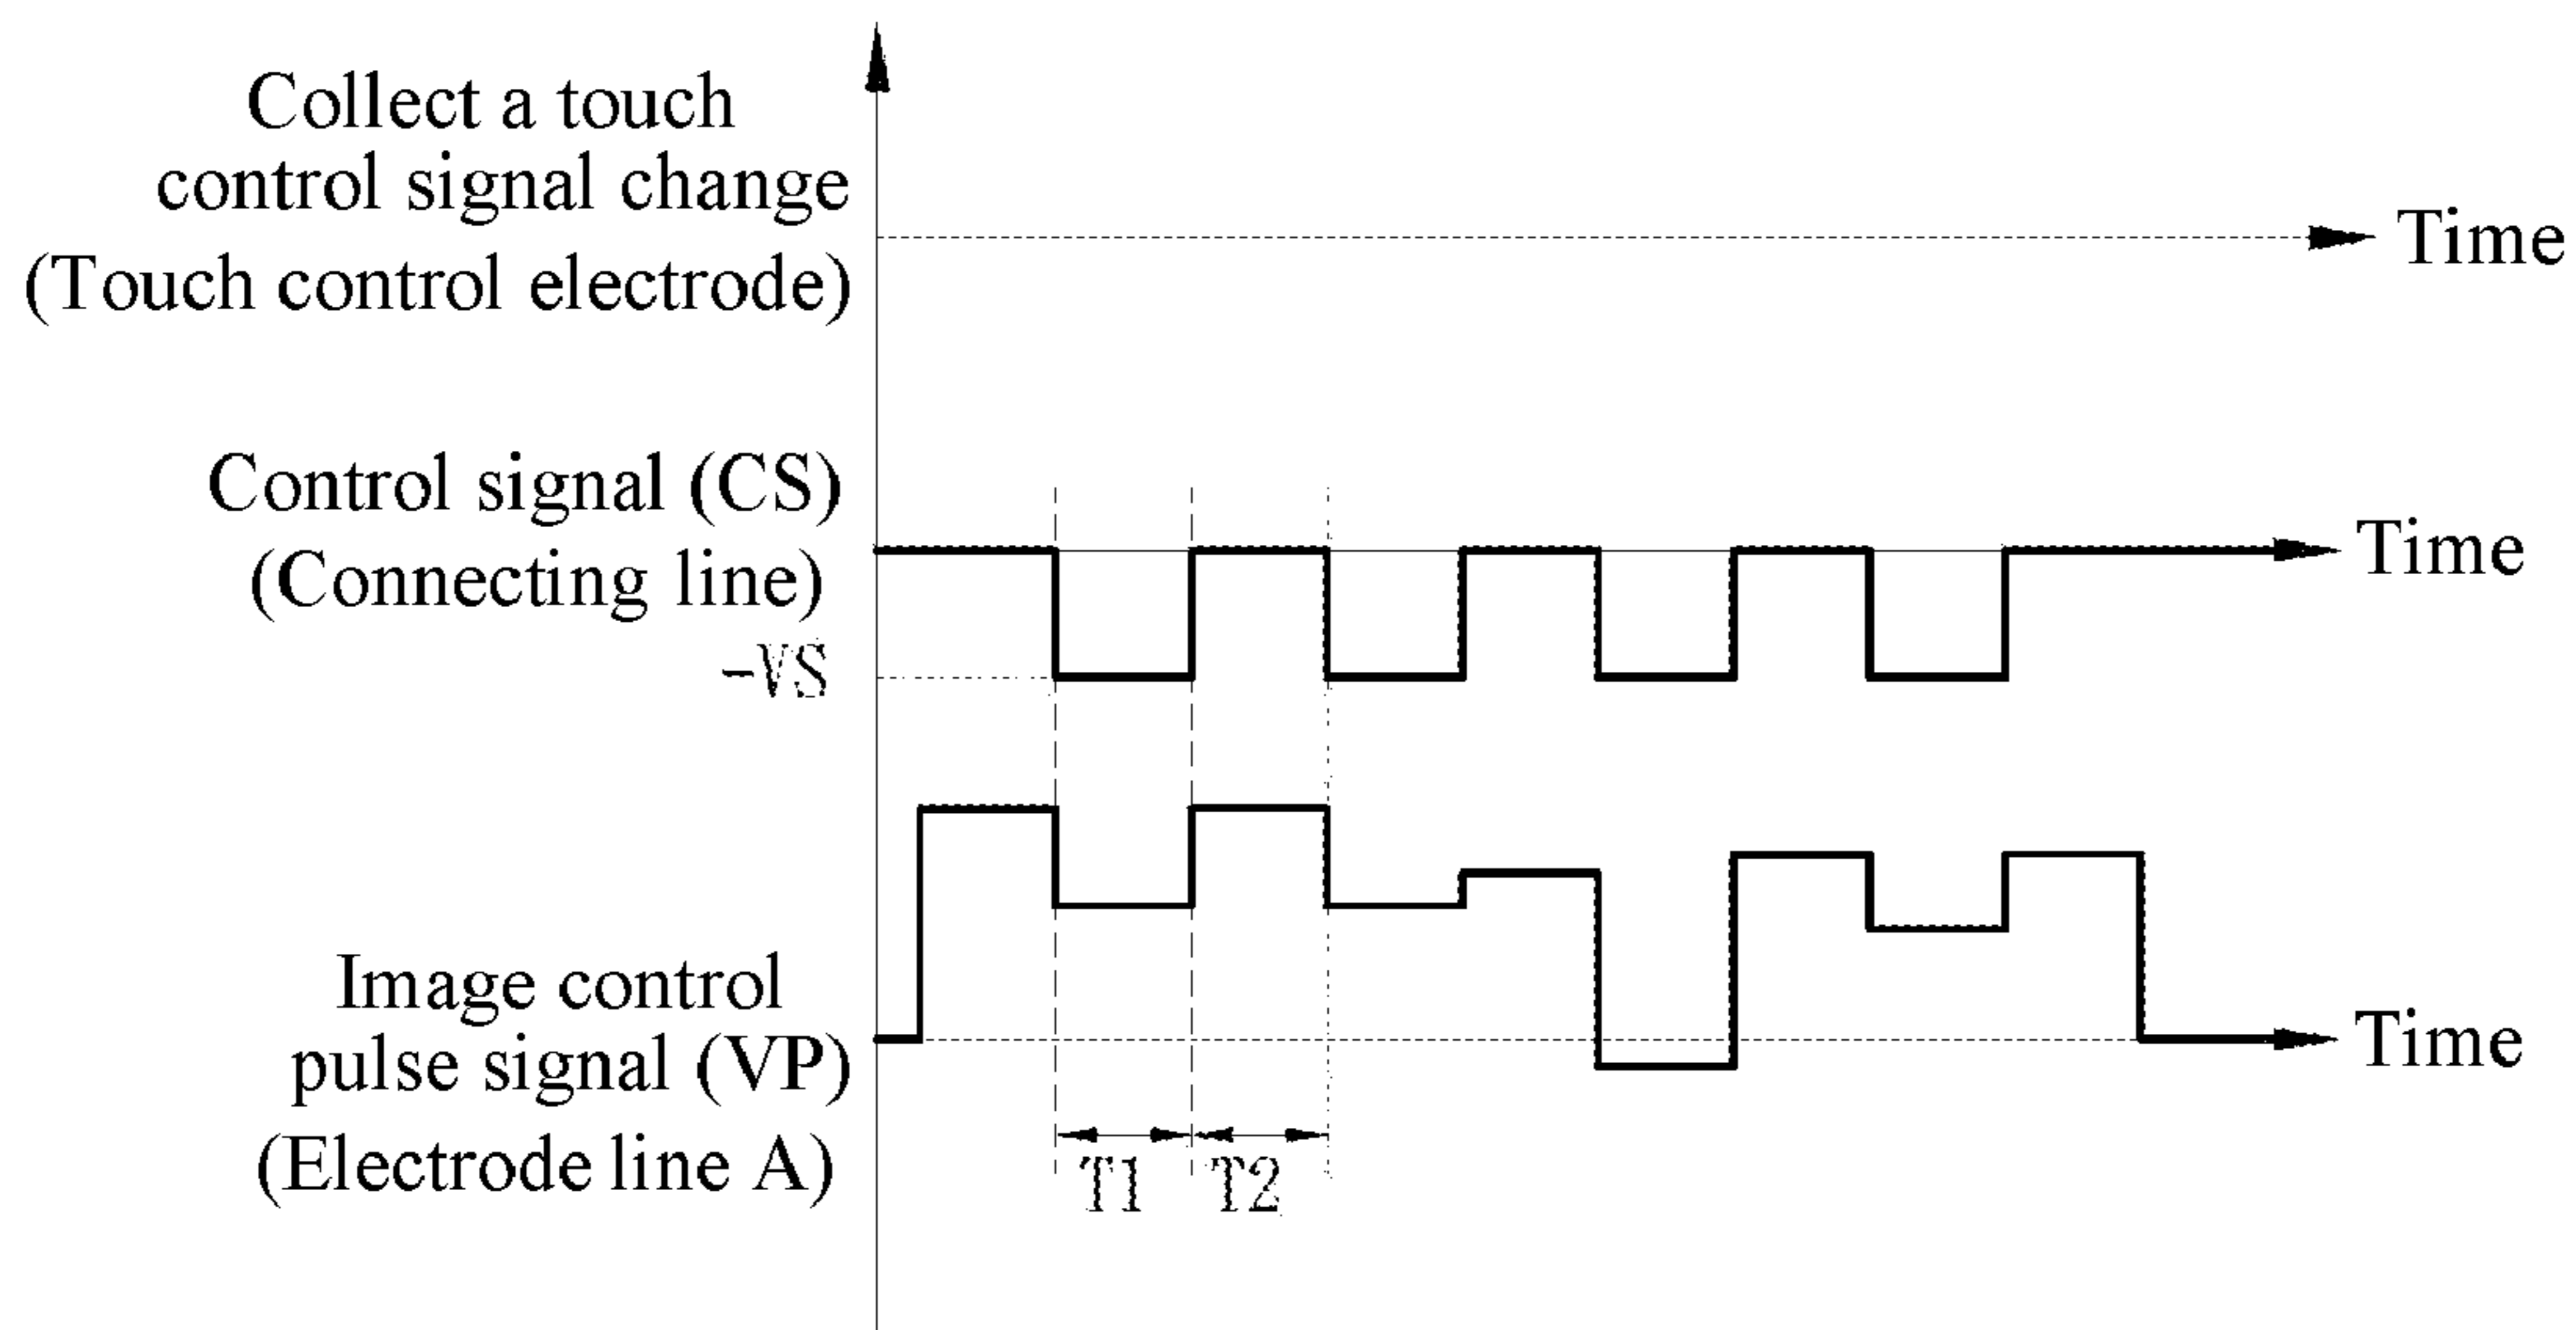 Collect a touch
control signal change
(Touch control electrode)
Time
Control signal (CS)
(Connecting line)
Time
-VS
Image control
pulse signal (VP)
(Electrode line A)
Time
T1
T2